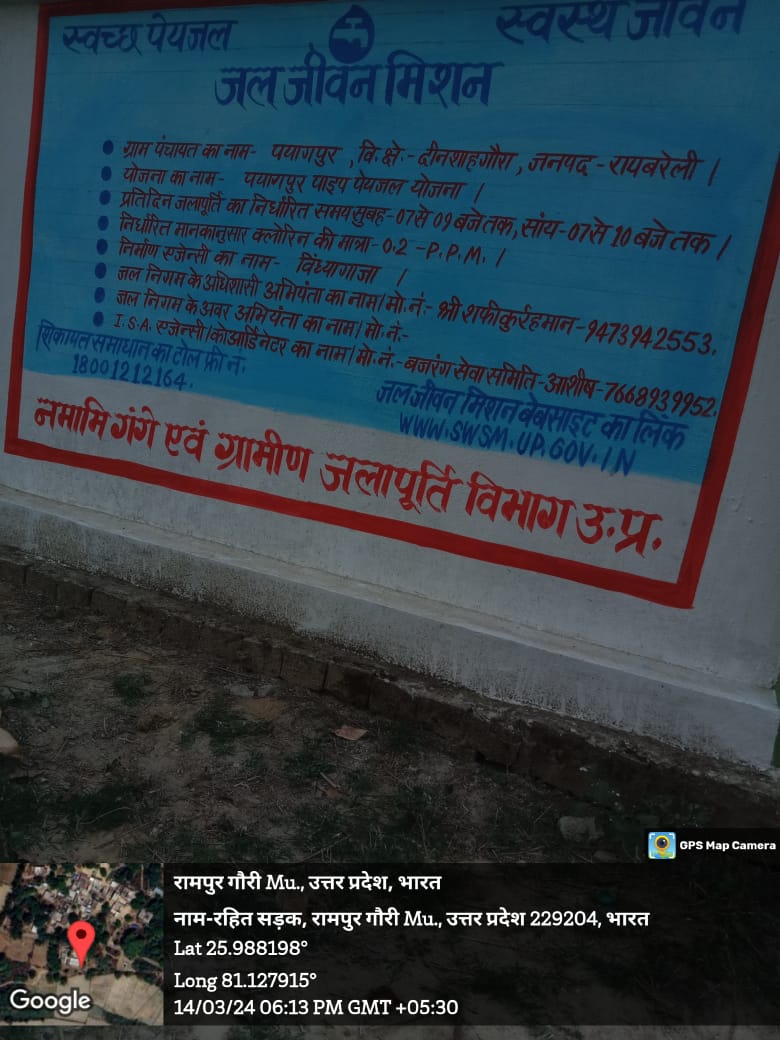 स्वच्छ पेयजल
स्वस्थ जीवन
जल जीवन मिशन
ग्राम पंचायत का नाम- पयागपुर , वि.क्षे.- दीनशाहगौरा , जनपद - रायबरेली ।
योजना का नाम- पयागपुर पाइप पेयजल योजना ।
प्रतिदिन जलापूर्ति का निर्धारित समय सुबह-07 से 09 बजे तक, सांय-07 से 10 बजे तक ।
निर्धारित मानकानुसार क्लोरिन की मात्रा-0.2 -P.P.M. ।
निर्माण एजेन्सी का नाम- विंध्यागाजा ।
जल निगम के अधिशासी अभियंता का नाम/मो.नं.- श्री शफीकुर्रहमान-9473942553.
जल निगम के अवर अभियंता का नाम/मो.नं.-
I.S.A. एजेन्सी/कोआर्डिनेटर का नाम/मो.नं.-बजरंग सेवा समिति-आशीष-7668939952.
शिकायत समाधान का टोल फ्री नं.
18001212164.
जल जीवन मिशन वेबसाइट का लिंक
WWW.SWSM.UP.GOV.IN
नमामि गंगे एवं ग्रामीण जलापूर्ति विभाग उ.प्र.
GPS Map Camera
रामपुर गौरी Mu., उत्तर प्रदेश, भारत
नाम-रहित सड़क, रामपुर गौरी Mu., उत्तर प्रदेश 229204, भारत
Lat 25.988198°
Long 81.127915°
14/03/24 06:13 PM GMT +05:30
Google